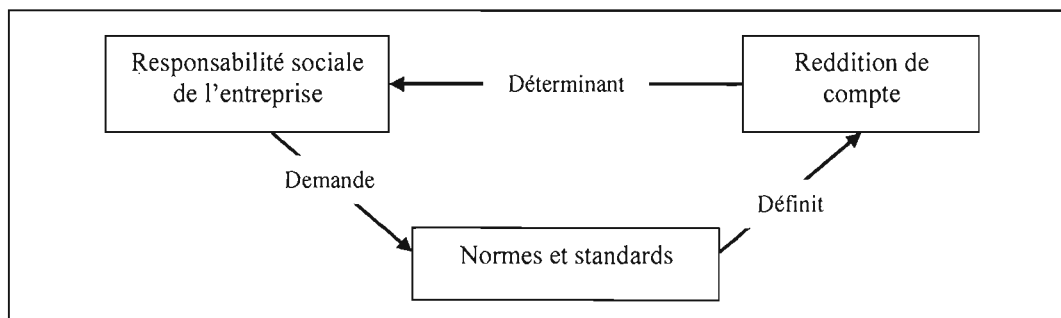 Responsabilité sociale
de l'entreprise
Déterminant
Reddition de
compte
Demande
Définit
Normes et standards